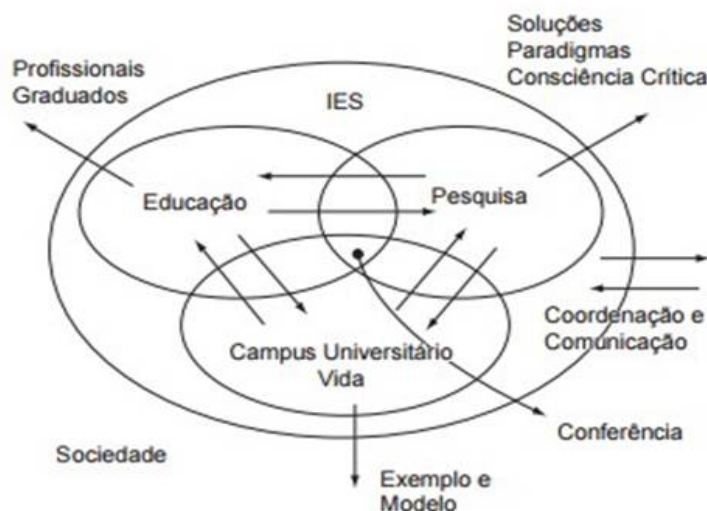 Soluções
Paradigmas
Consciência Crítica
Profissionais
Graduados
IES
Educação
Pesquisa
Coordenação e
Comunicação
Campus Universitário
Vida
Conferência
Sociedade
Exemplo e
Modelo